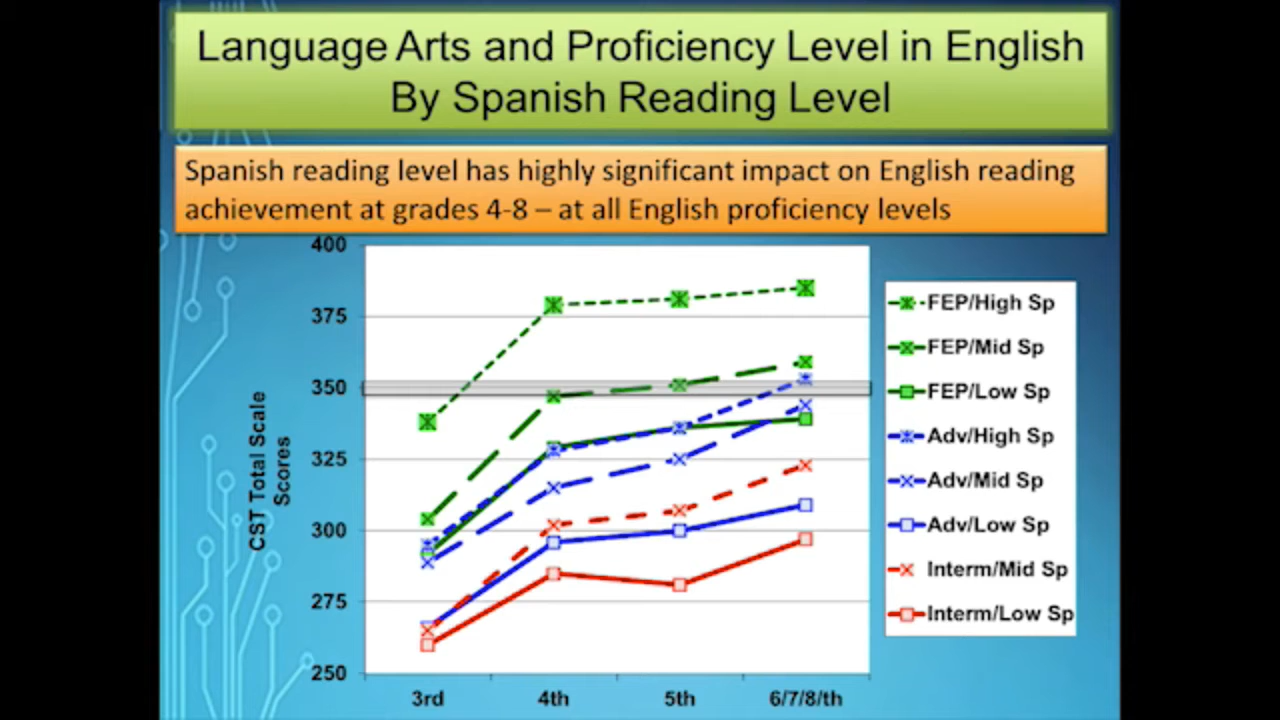 Language Arts and Proficiency Level in English
By Spanish Reading Level
Spanish reading level has highly significant impact on English reading
achievement at grades 4-8 – at all English proficiency levels
400
375
350
325
300
275
250
CST Total Scale
Scores
3rd
4th
5th
6/7/8/th
FEP/High Sp
FEP/Mid Sp
FEP/Low Sp
Adv/High Sp
Adv/Mid Sp
Adv/Low Sp
Interm/Mid Sp
Interm/Low Sp